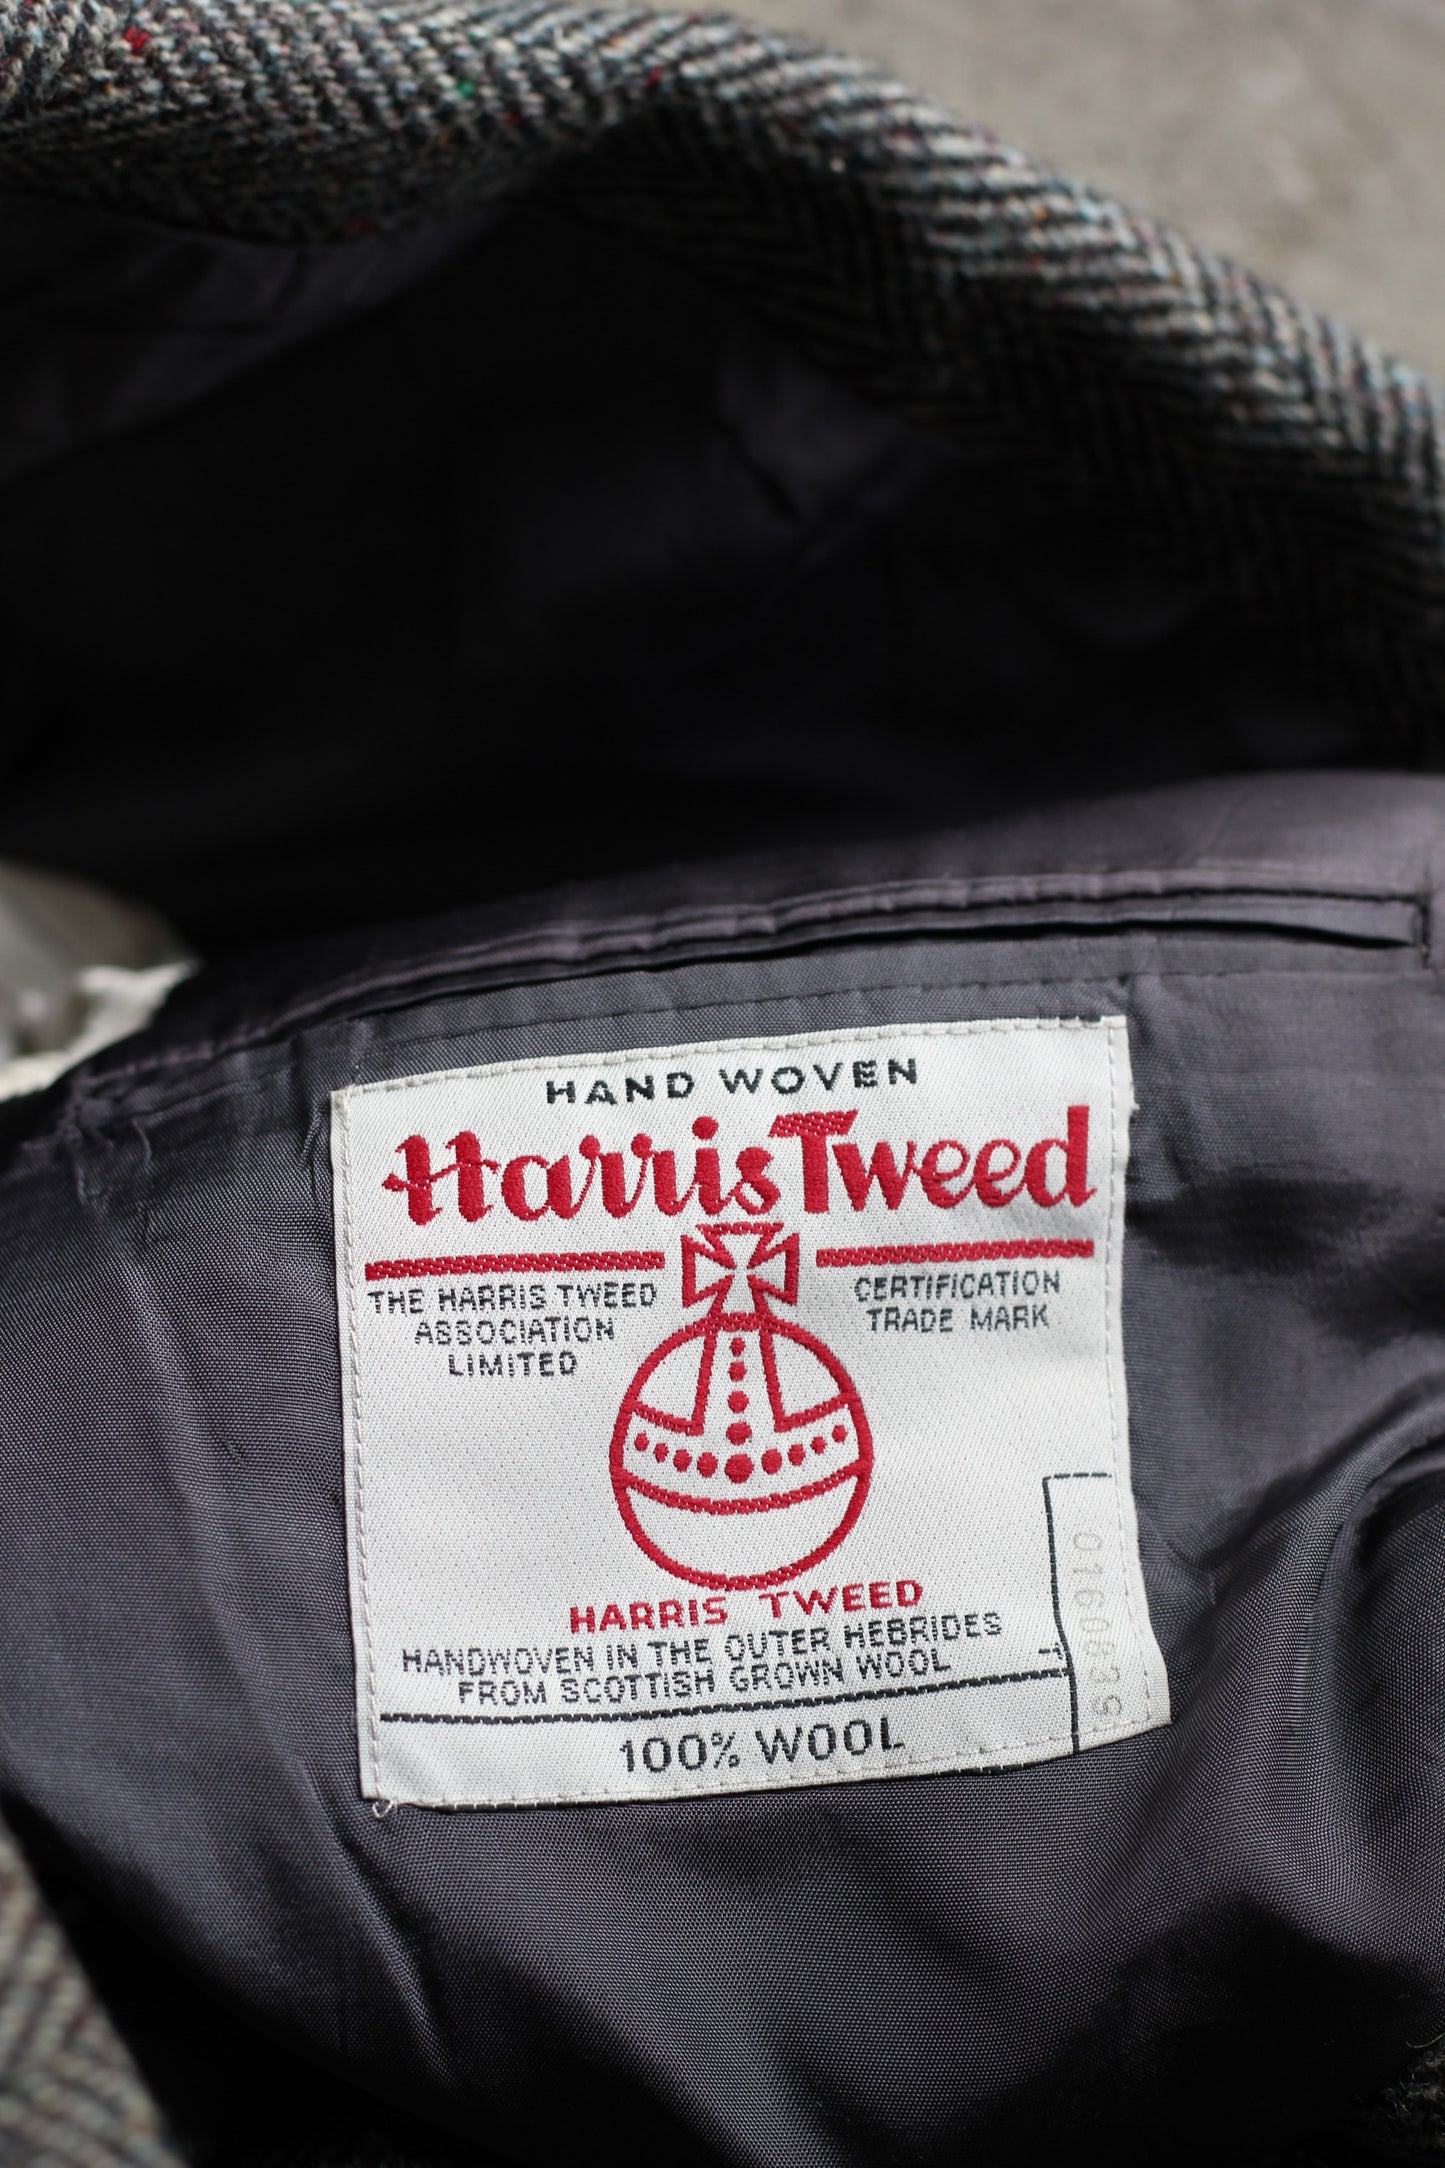 HAND WOVEN
Harris Tweed
THE HARRIS TWEED
ASSOCIATION
LIMITED
CERTIFICATION
TRADE MARK
HARRIS TWEED
HANDWOVEN IN THE OUTER HEBRIDES
FROM SCOTTISH GROWN WOOL
100% WOOL
0160839